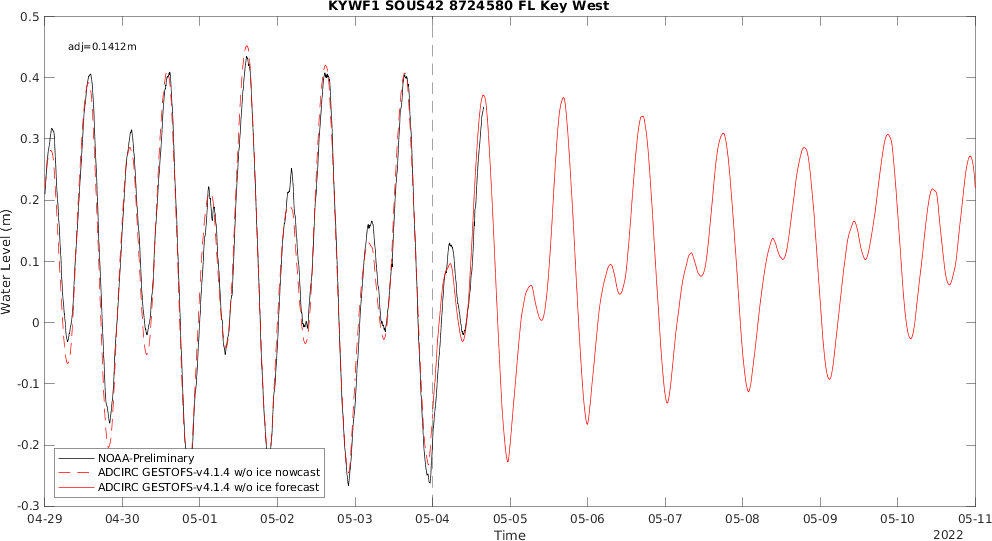 KYWF1 SOUS42 8724580 FL Key West
0.5
adj=0.1412m
0.4
0.3
0.2
0.1
0
-0.1
-0.2
-0.3
Water Level (m)
NOAA-Preliminary
ADCIRC GESTOFS-v4.1.4 w/o ice nowcast
ADCIRC GESTOFS-v4.1.4 w/o ice forecast
04-29 04-30 05-01 05-02 05-03 05-04 05-05 05-06 05-07 05-08 05-09 05-10 05-11
Time
2022